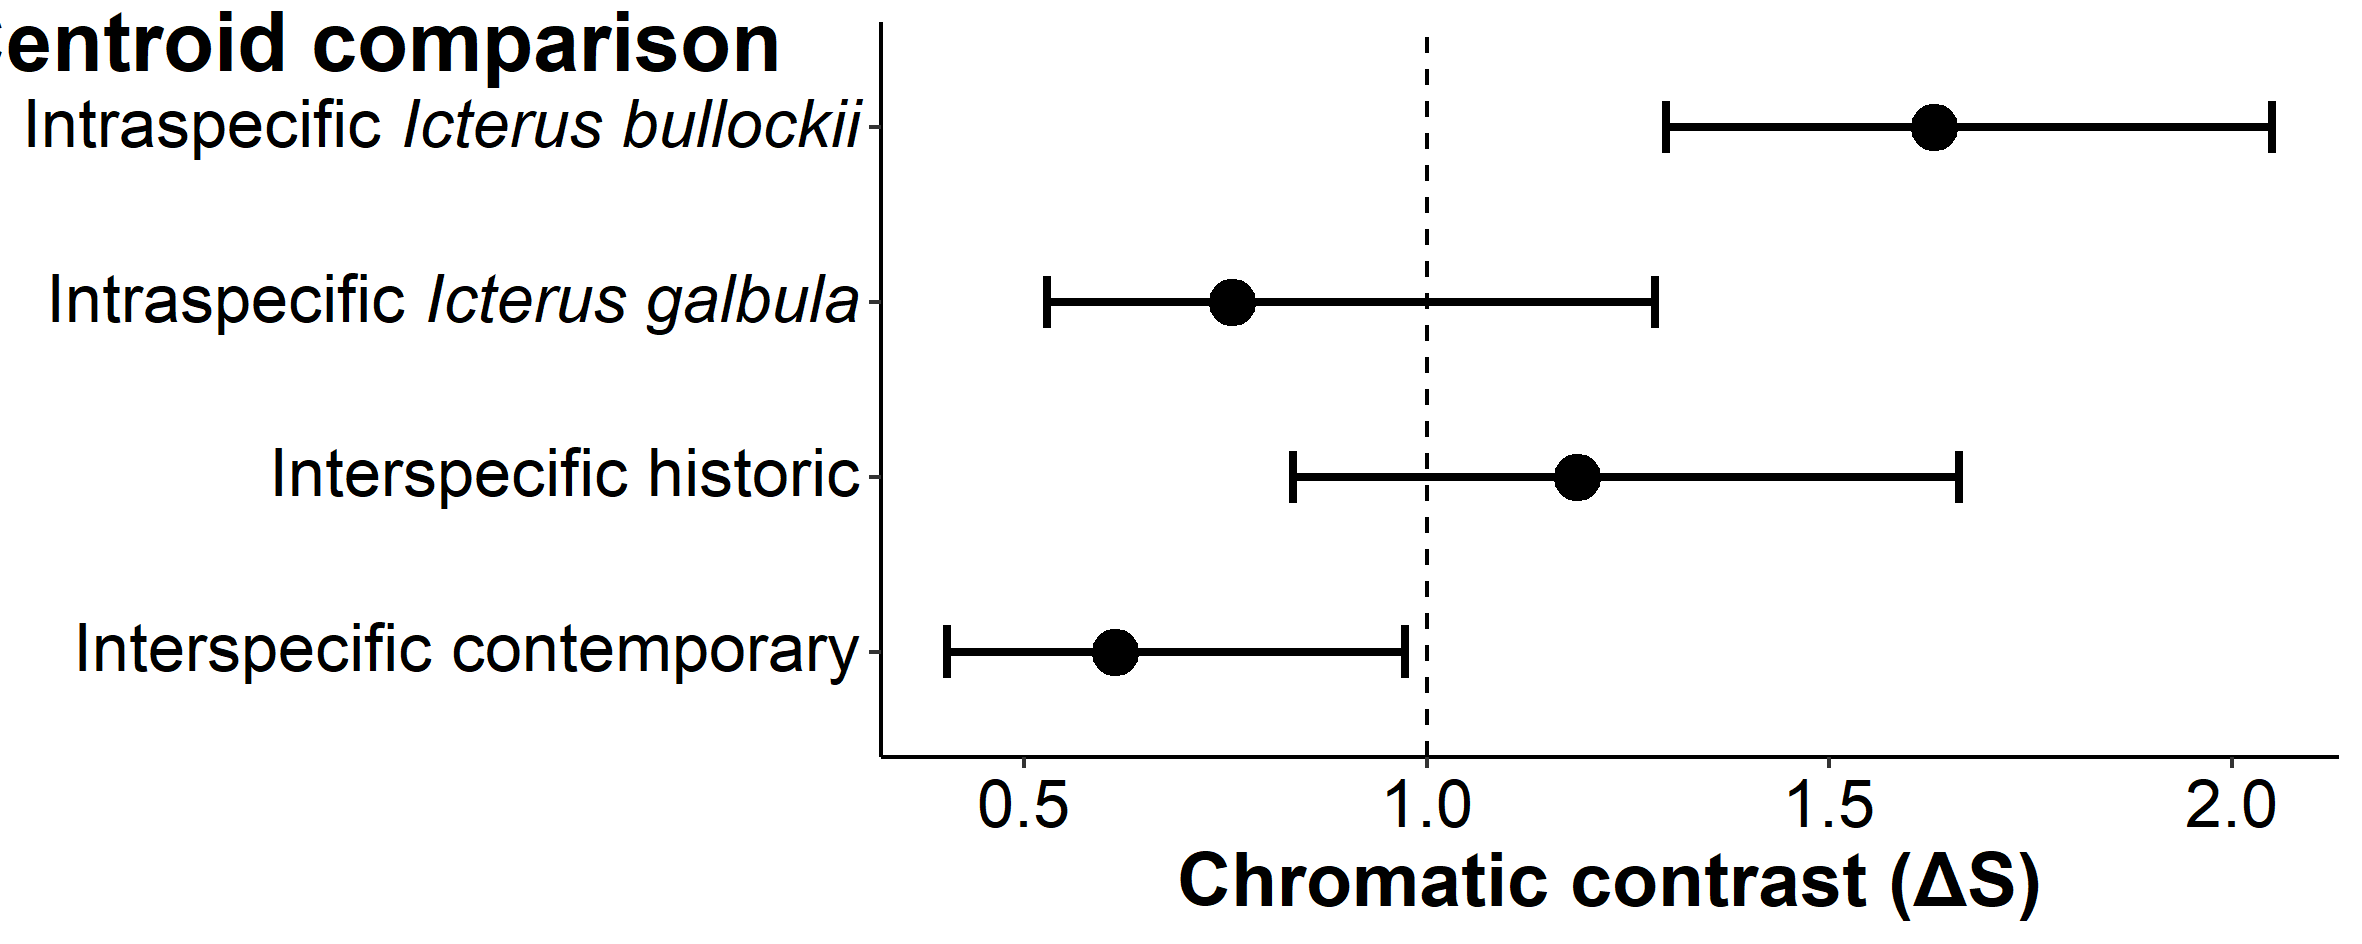 entroid comparison
Intraspecific Icterus bullockii
Intraspecific Icterus galbula
Interspecific historic
Interspecific contemporary
0.5 1.0 1.5 2.0
Chromatic contrast (ΔS)